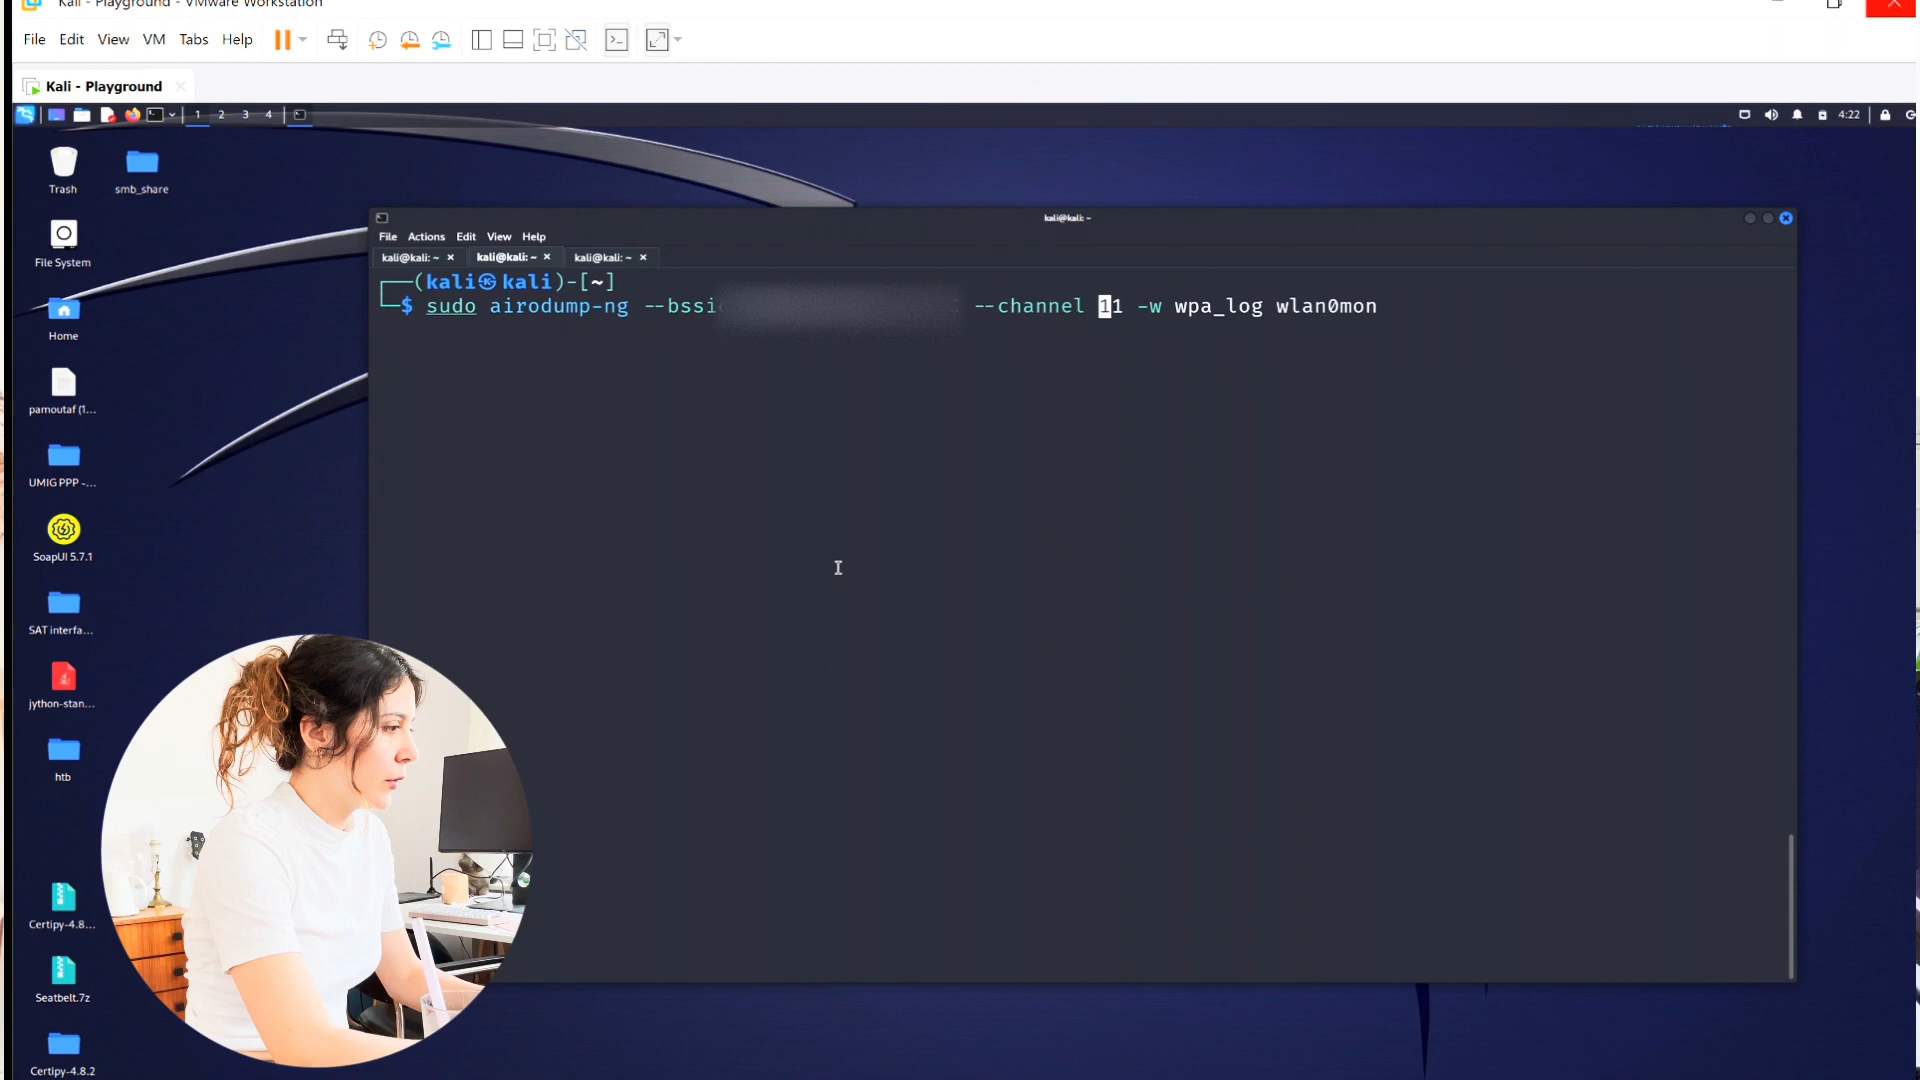 Kali - Playground - VMware Workstation
File Edit View VM Tabs Help
Kali - Playground
1 2 3 4
4:22
Trash
smb_share
File System
Home
pamoutaf (1...
UMIG PPP -...
SoapUI 5.7.1
SAT interfa...
jython-stan...
htb
Certipy-4.8...
Seatbelt.7z
Certipy-4.8.2
kali@kali: ~
File Actions Edit View Help
kali@kali: ~ kali@kali: ~ kali@kali: ~
(kali㉿kali)-[~]
$ sudo airodump-ng --bssi --channel 11 -w wpa_log wlan0mon